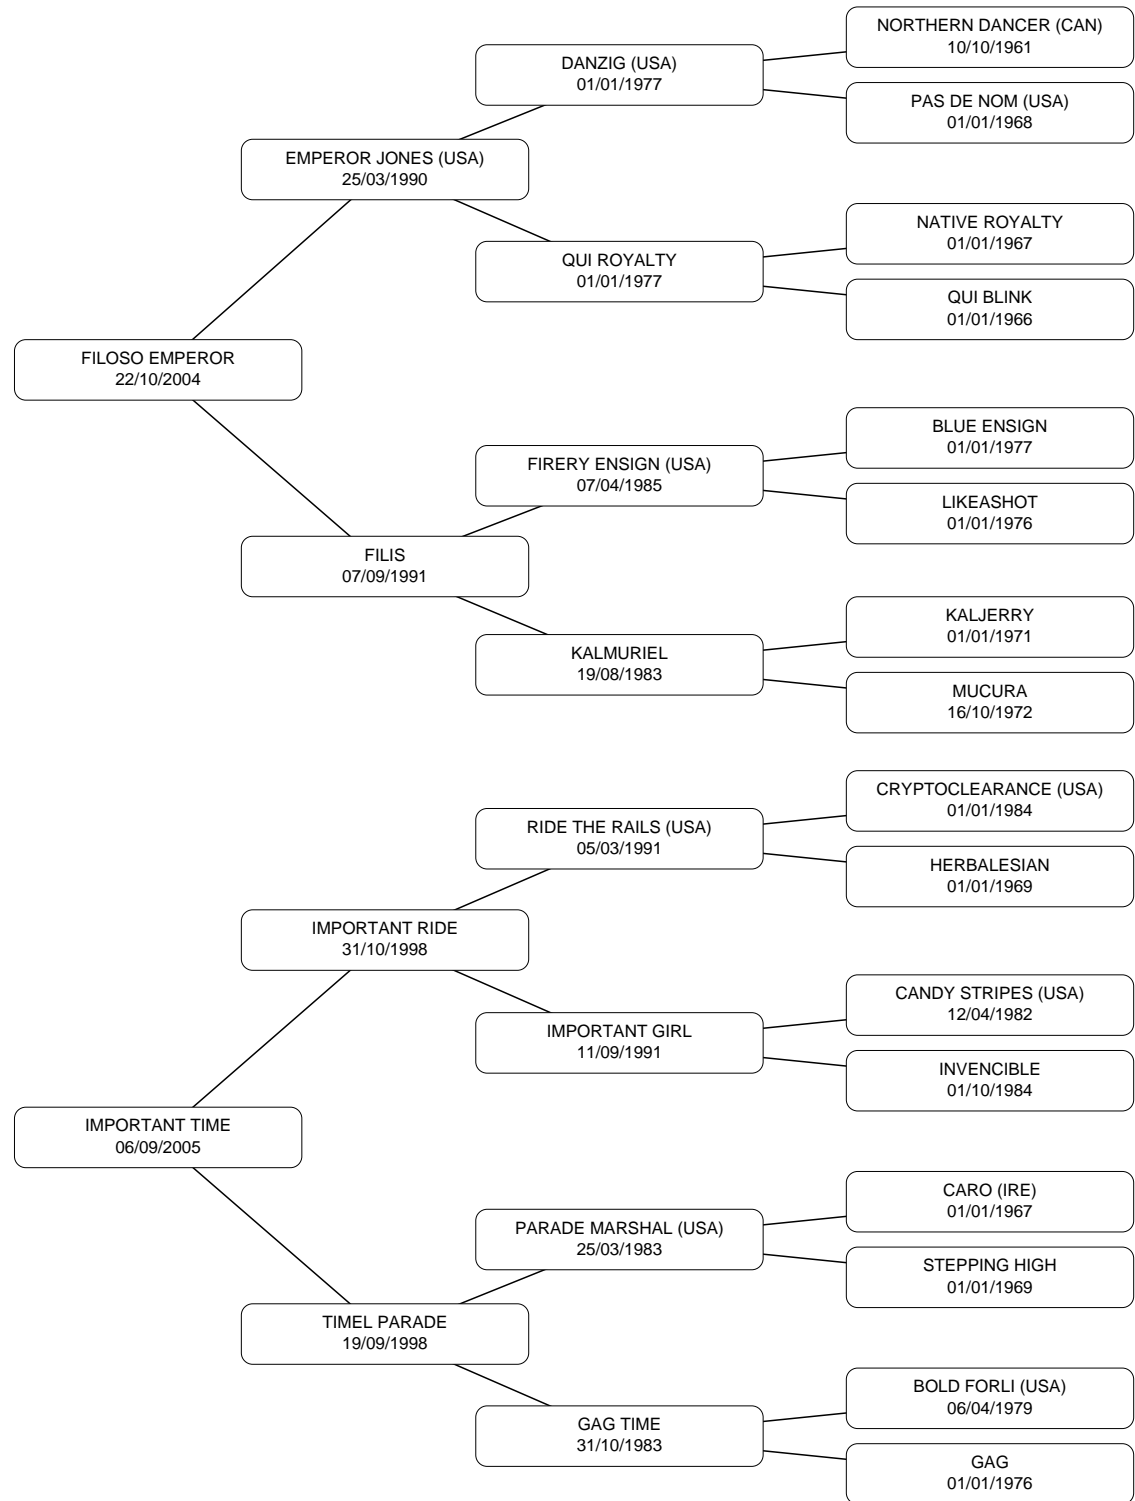 NORTHERN DANCER (CAN)
10/10/1961
DANZIG (USA)
01/01/1977
PAS DE NOM (USA)
01/01/1968
EMPEROR JONES (USA)
25/03/1990
NATIVE ROYALTY
01/01/1967
QUI ROYALTY
01/01/1977
QUI BLINK
01/01/1966
FILOSO EMPEROR
22/10/2004
BLUE ENSIGN
01/01/1977
FIRERY ENSIGN (USA)
07/04/1985
LIKEASHOT
01/01/1976
FILIS
07/09/1991
KALJERRY
01/01/1971
KALMURIEL
19/08/1983
MUCURA
16/10/1972
CRYPTOCLEARANCE (USA)
01/01/1984
RIDE THE RAILS (USA)
05/03/1991
HERBALESIAN
01/01/1969
IMPORTANT RIDE
31/10/1998
CANDY STRIPES (USA)
12/04/1982
IMPORTANT GIRL
11/09/1991
INVENCIBLE
01/10/1984
IMPORTANT TIME
06/09/2005
CARO (IRE)
01/01/1967
PARADE MARSHAL (USA)
25/03/1983
STEPPING HIGH
01/01/1969
TIMEL PARADE
19/09/1998
BOLD FORLI (USA)
06/04/1979
GAG TIME
31/10/1983
GAG
01/01/1976